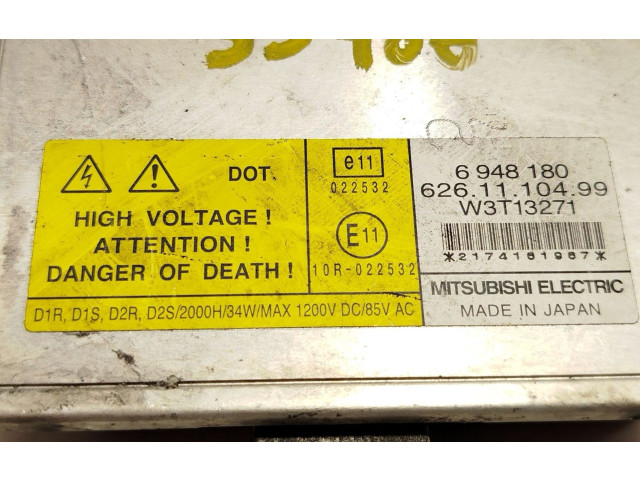 DOT.
HIGH VOLTAGE !
ATTENTION !
DANGER OF DEATH !
e11
022532
E11
10R-022532
D1R, D1S, D2R, D2S/2000H/34W/MAX 1200V DC/85V AC
6 948 180
626.11.104.99
W3T13271
*2174161967*
MITSUBISHI ELECTRIC
MADE IN JAPAN